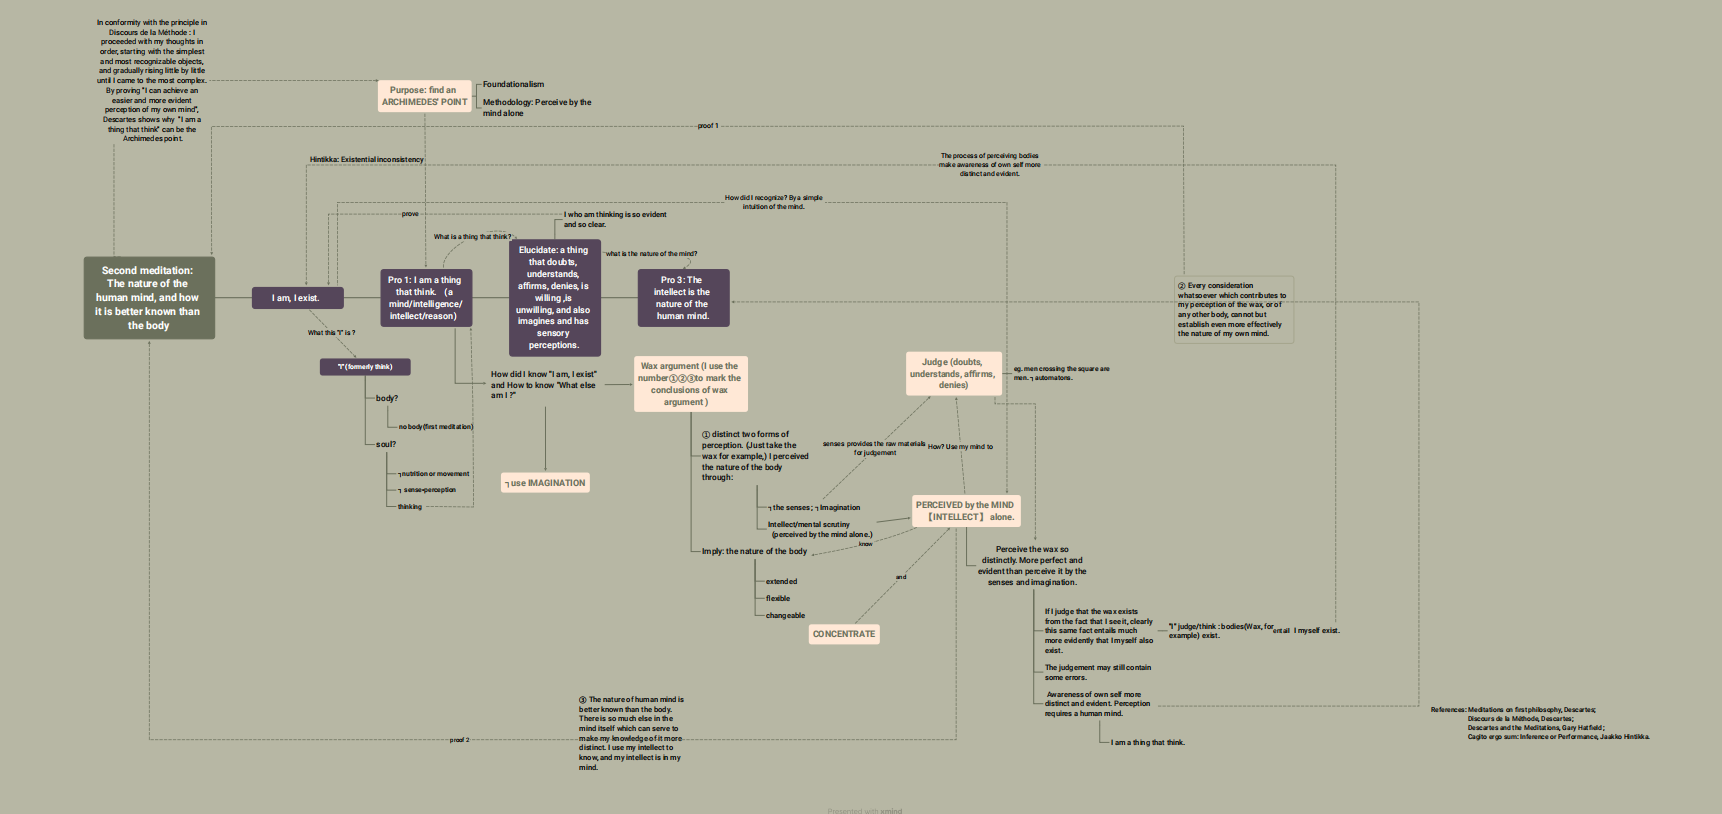 In conformity with the principle in
Discours de la Méthode : I
proceeded with my thoughts in
order, starting with the simplest
and most recognizable objects,
and gradually rising little by little
until I came to the most complex.
By proving "I can achieve an
easier and more evident
perception of my own mind",
Descartes shows why "I am a
thing that think" can be the
Archimedes point.
Purpose: find an
ARCHIMEDES' POINT
Foundationalism
Methodology: Perceive by the
mind alone
proof 1
Hintikka: Existential inconsistency
The process of perceiving bodies
make awareness of own self more
distinct and evident.
How did I recognize? By a simple
intuition of the mind.
prove
I who am thinking is so evident
and so clear.
What is a thing that think?
what is the nature of the mind?
Second meditation:
The nature of the
human mind, and how
it is better known than
the body
I am, I exist.
Pro 1: I am a thing
that think. (a
mind/intelligence/
intellect/reason)
Elucidate: a thing
that doubts,
understands,
affirms, denies, is
willing ,is
unwilling, and also
imagines and has
sensory
perceptions.
Pro 3: The
intellect is the
nature of the
human mind.
② Every consideration
whatsoever which contributes to
my perception of the wax, or of
any other body, cannot but
establish even more effectively
the nature of my own mind.
What this "I" is ?
"I"(formerly think)
body?
no body(first meditation)
soul?
┐nutrition or movement
┐ sense-perception
thinking
How did I know "I am, I exist"
and How to know "What else
am I ?"
┐use IMAGINATION
Wax argument (I use the
number①②③to mark the
conclusions of wax
argument )
① distinct two forms of
perception. (Just take the
wax for example,) I perceived
the nature of the body
through:
┐the senses; ┐Imagination
Intellect/mental scrutiny
(perceived by the mind alone.)
Imply: the nature of the body
extended
flexible
changeable
know
and
CONCENTRATE
Judge (doubts,
understands, affirms,
denies)
eg. men crossing the square are
men. ┐automatons.
senses provides the raw materials
for judgement
How? Use my mind to
PERCEIVED by the MIND
【INTELLECT】 alone.
Perceive the wax so
distinctly. More perfect and
evident than perceive it by the
senses and imagination.
If I judge that the wax exists
from the fact that I see it, clearly
this same fact entails much
more evidently that I myself also
exist.
"I" judge/think : bodies(Wax, for
example) exist.
entail
I myself exist.
The judgement may still contain
some errors.
Awareness of own self more
distinct and evident. Perception
requires a human mind.
I am a thing that think.
③ The nature of human mind is
better known than the body.
There is so much else in the
mind itself which can serve to
make my knowledge of it more
distinct. I use my intellect to
know, and my intellect is in my
mind.
proof 2
References: Meditations on first philosophy, Descartes;
Discours de la Méthode, Descartes;
Descartes and the Meditations, Gary Hatfield ;
Cogito ergo sum: Inference or Performance, Jaakko Hintikka.
Presented with xmind